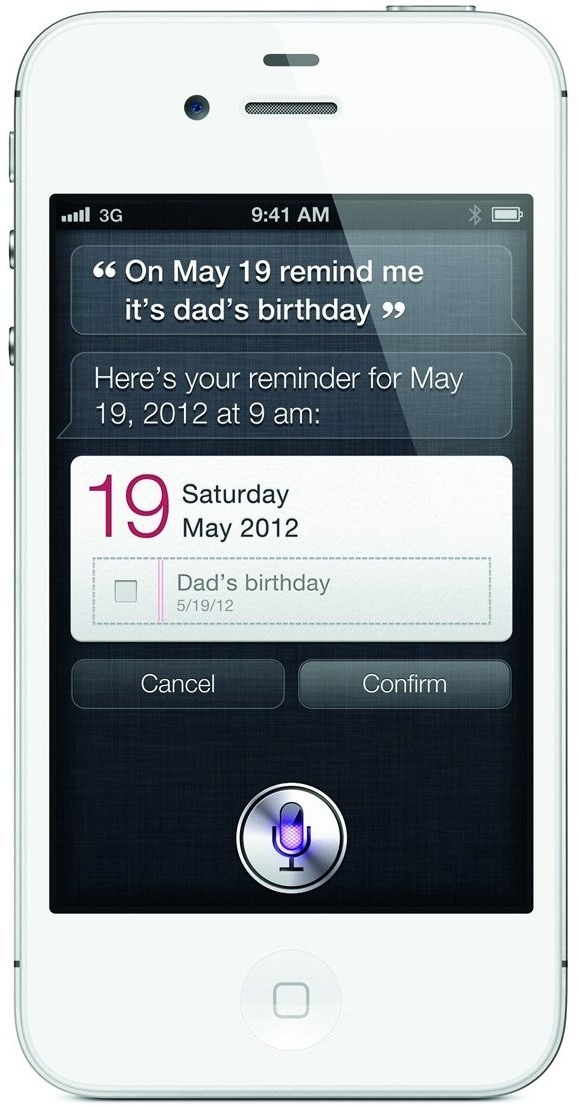 3G 9:41 AM
“ On May 19 remind me
it’s dad’s birthday ”
Here’s your reminder for May
19, 2012 at 9 am:
19 Saturday
May 2012
Dad’s birthday
5/19/12
Cancel Confirm